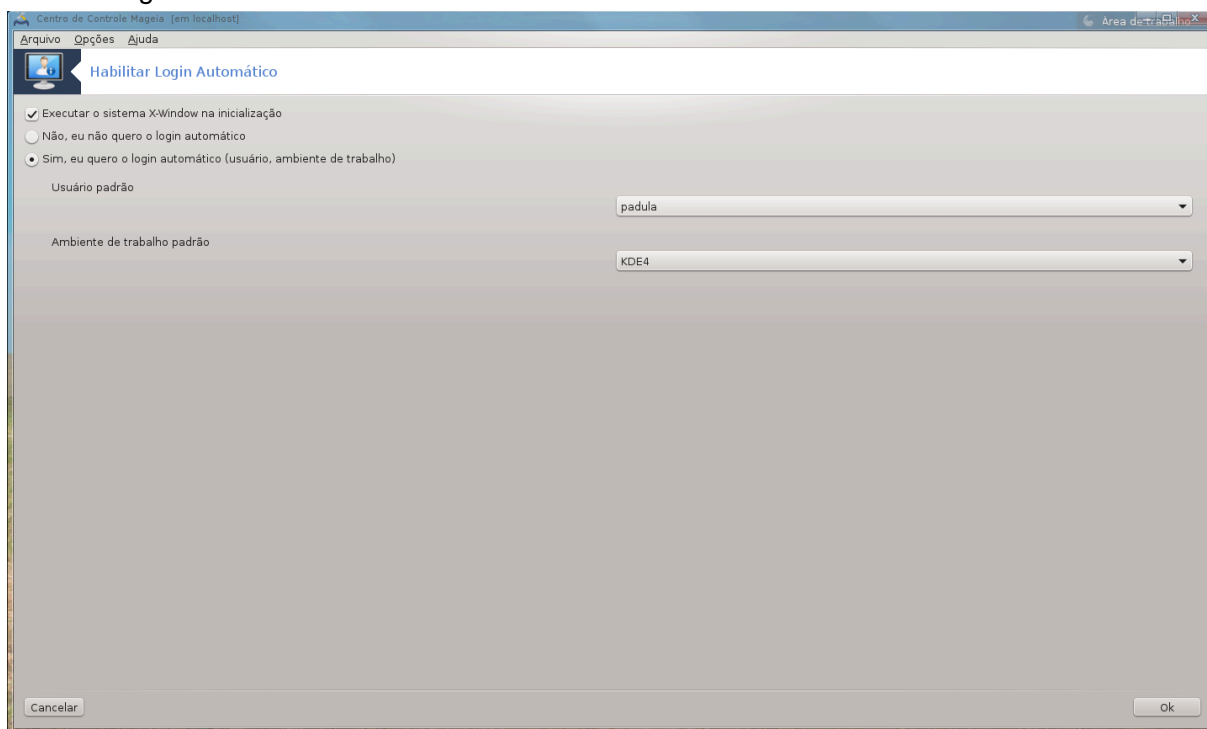 Centro de Controle Mageia [em localhost]
Área de trabalho
Arquivo Opções Ajuda
Habilitar Login Automático
Executar o sistema X-Window na inicialização
Não, eu não quero o login automático
Sim, eu quero o login automático (usuário, ambiente de trabalho)
Usuário padrão
padula
Ambiente de trabalho padrão
KDE4
Cancelar
Ok